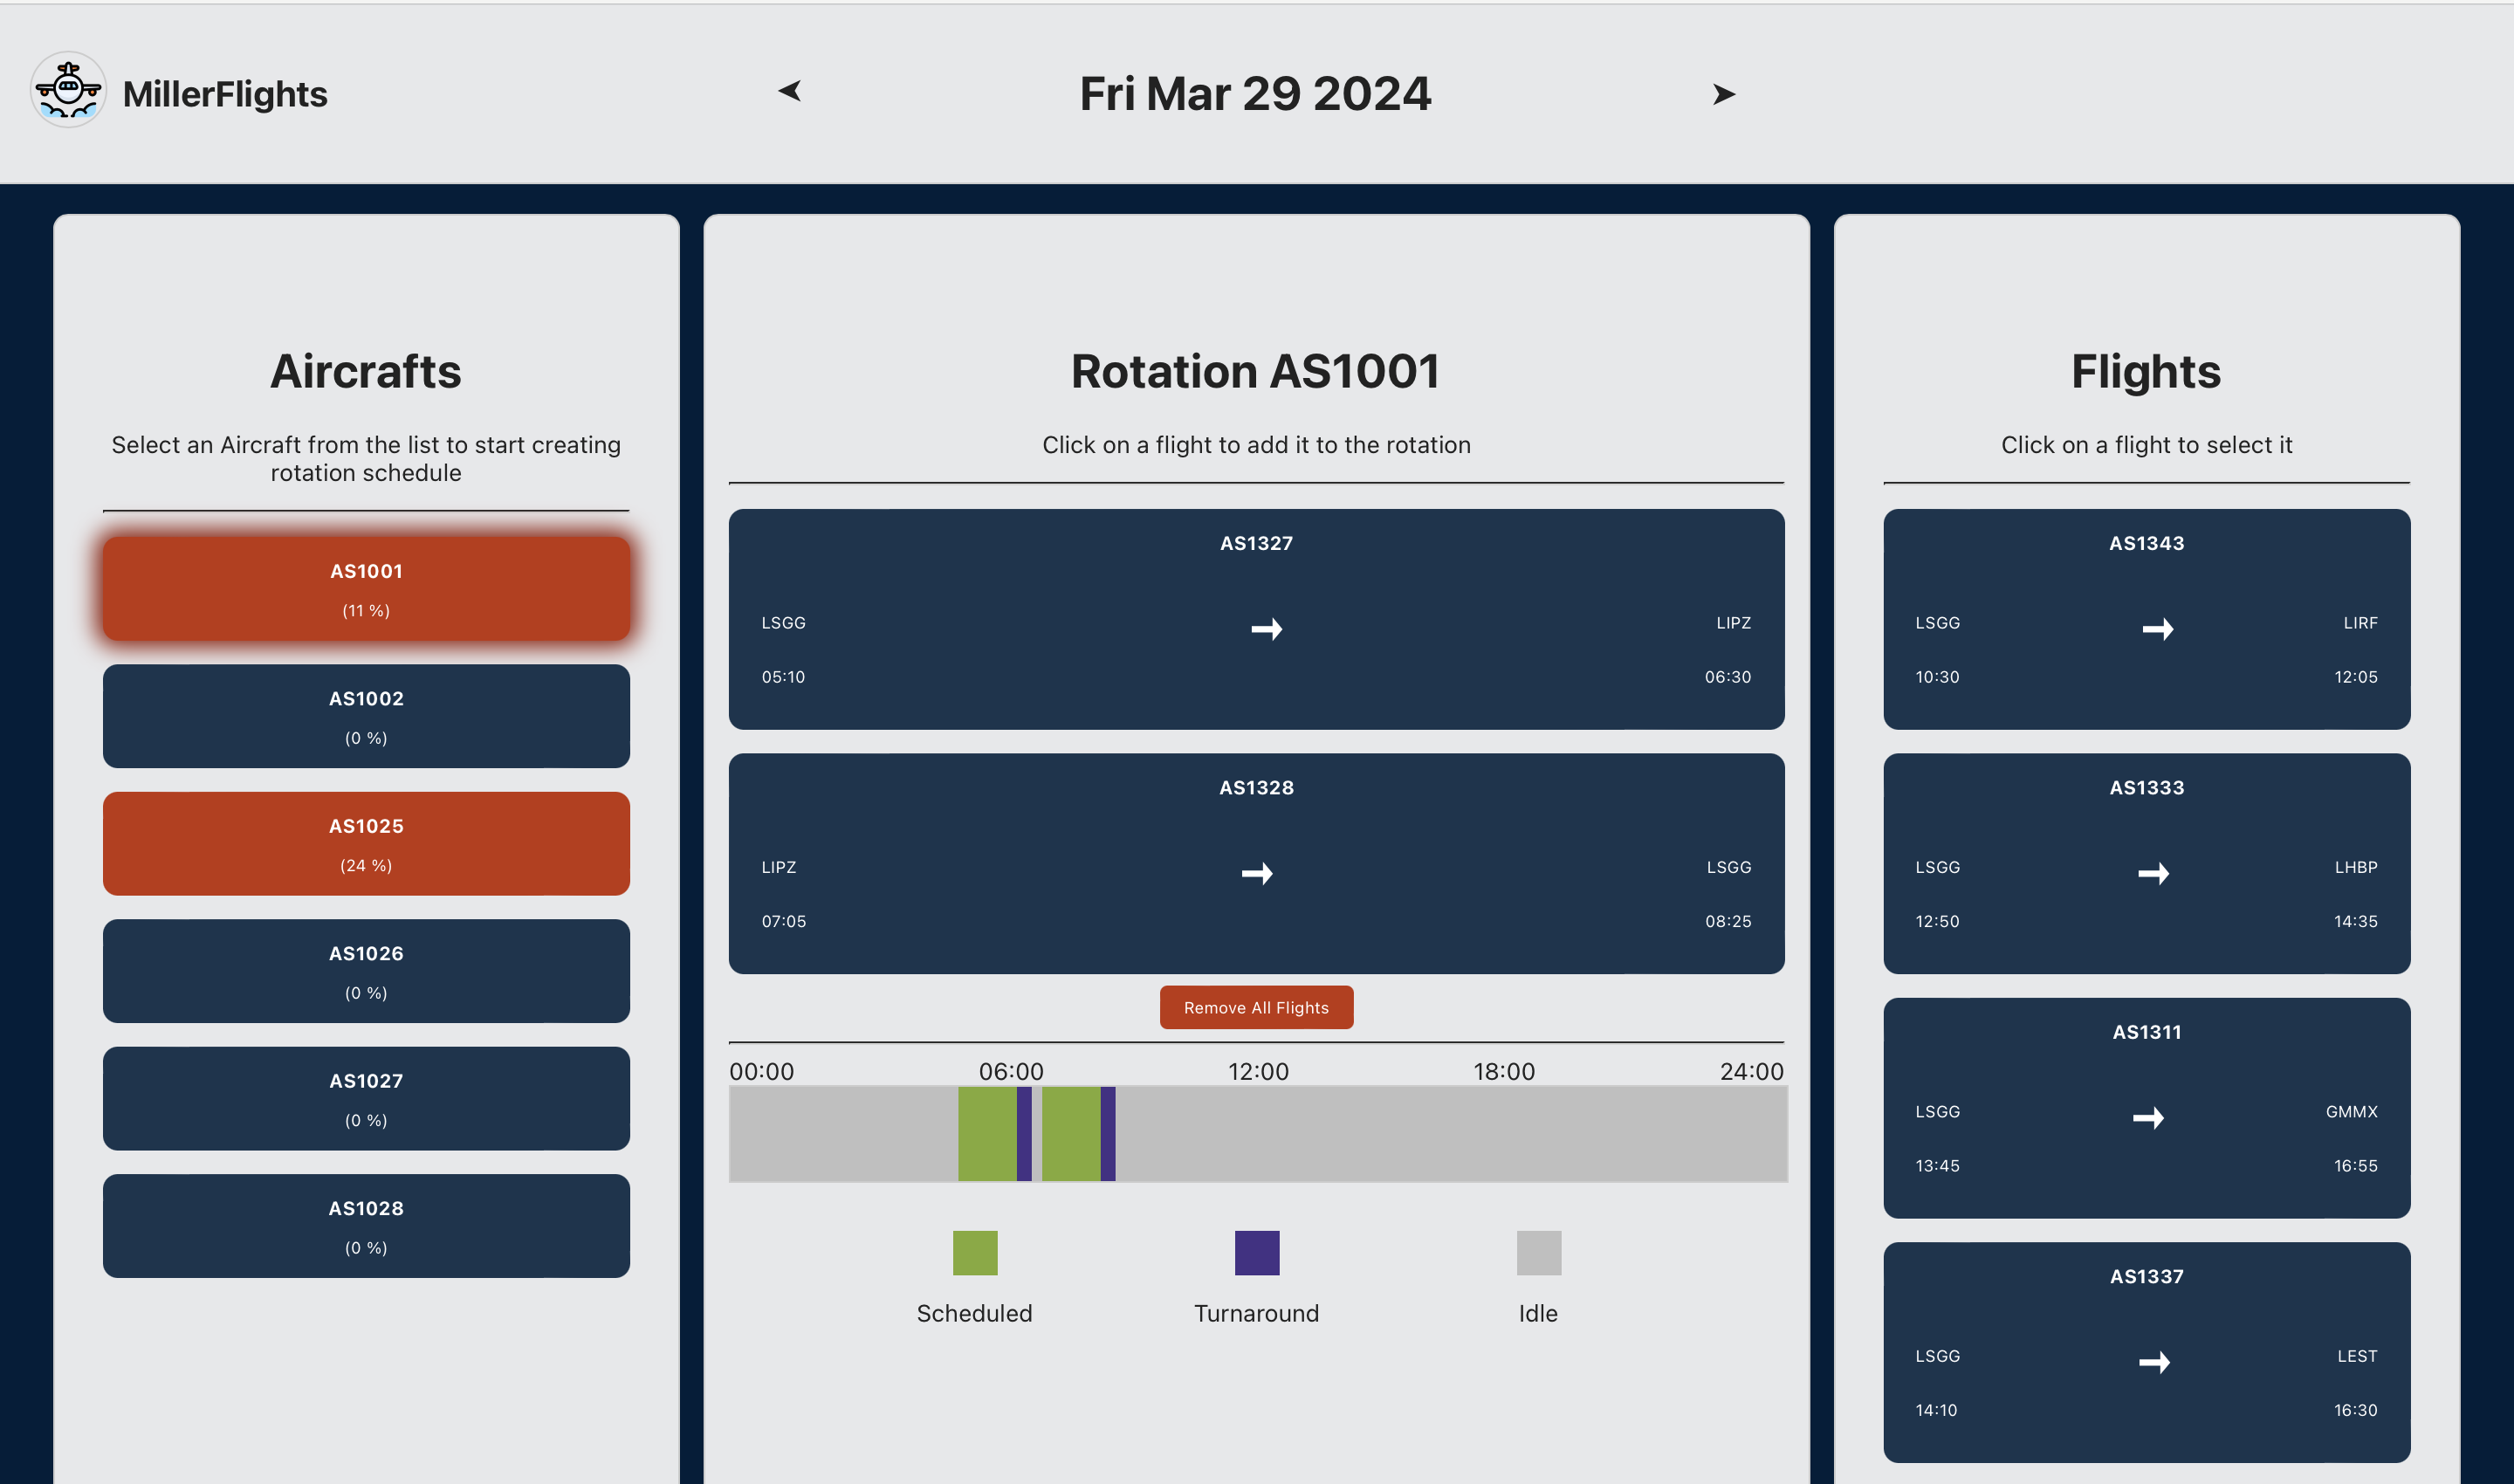 MillerFlights
Fri Mar 29 2024
Aircrafts
Select an Aircraft from the list to start creating
rotation schedule
AS1001
(11 %)
AS1002
(0 %)
AS1025
(24 %)
AS1026
(0 %)
AS1027
(0 %)
AS1028
(0 %)
Rotation AS1001
Click on a flight to add it to the rotation
AS1327
LSGG LIPZ
05:10 06:30
AS1328
LIPZ LSGG
07:05 08:25
Remove All Flights
00:00 06:00 12:00 18:00 24:00
Scheduled Turnaround Idle
Flights
Click on a flight to select it
AS1343
LSGG LIRF
10:30 12:05
AS1333
LSGG LHBP
12:50 14:35
AS1311
LSGG GMMX
13:45 16:55
AS1337
LSGG LEST
14:10 16:30